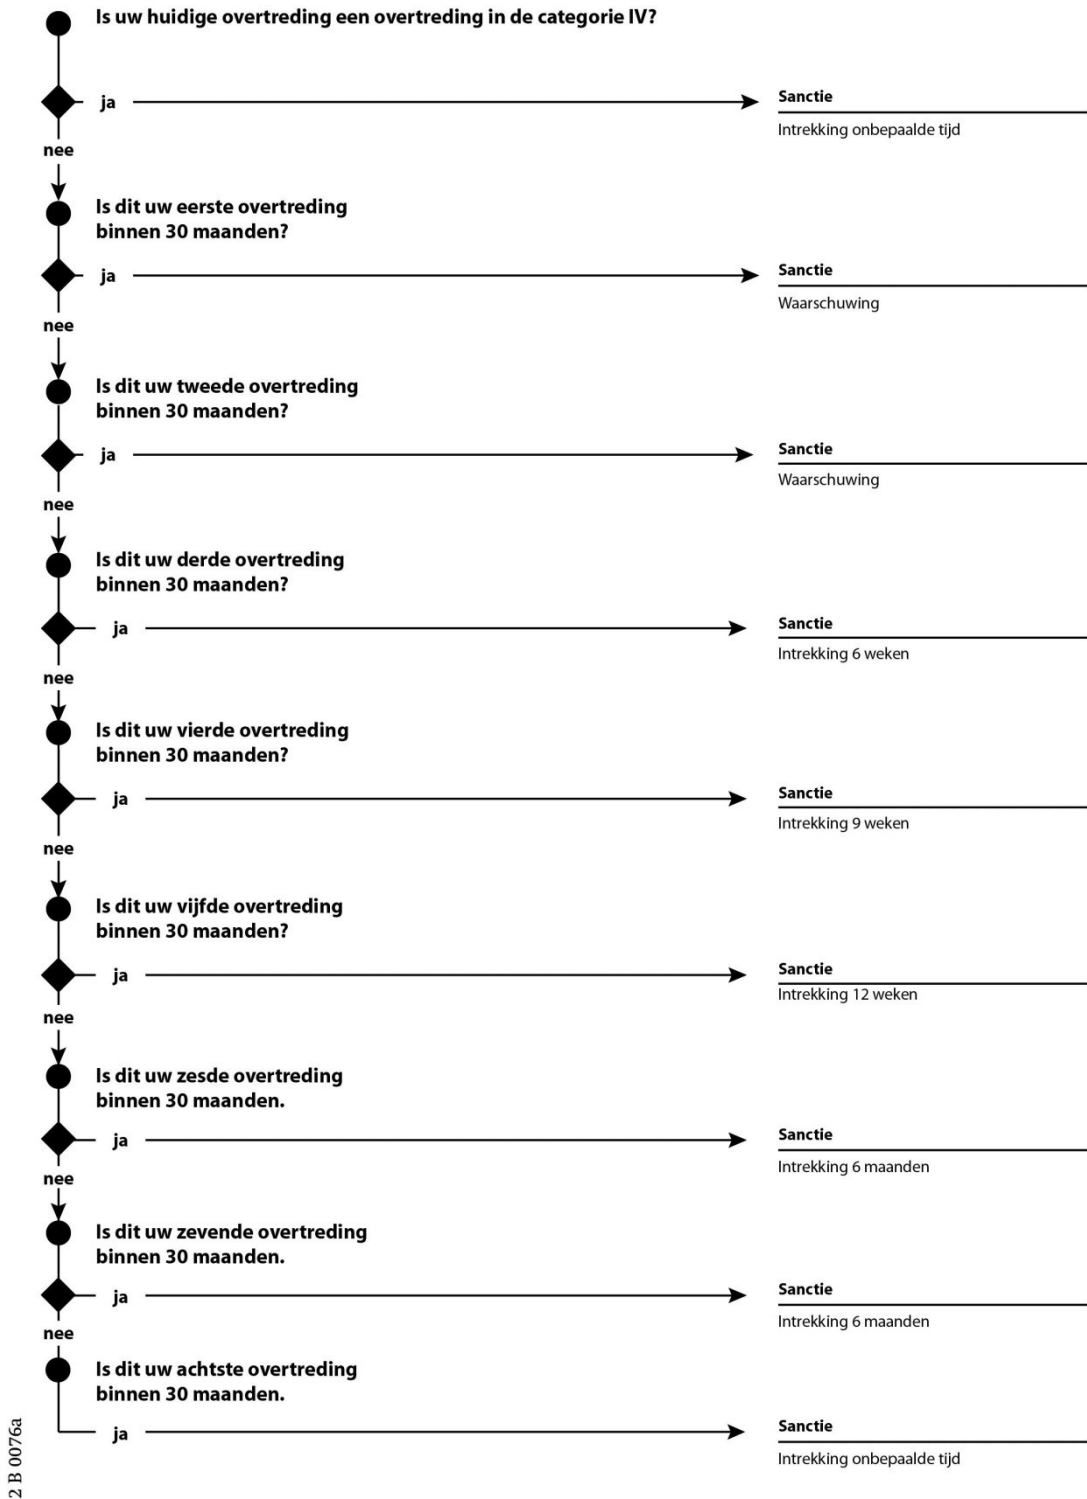 Is uw huidige overtreding een overtreding in de categorie IV?
ja
Sanctie
Intrekking onbepaalde tijd
nee
Is dit uw eerste overtreding
binnen 30 maanden?
ja
Sanctie
Waarschuwing
nee
Is dit uw tweede overtreding
binnen 30 maanden?
ja
Sanctie
Waarschuwing
nee
Is dit uw derde overtreding
binnen 30 maanden?
ja
Sanctie
Intrekking 6 weken
nee
Is dit uw vierde overtreding
binnen 30 maanden?
ja
Sanctie
Intrekking 9 weken
nee
Is dit uw vijfde overtreding
binnen 30 maanden?
ja
Sanctie
Intrekking 12 weken
nee
Is dit uw zesde overtreding
binnen 30 maanden.
ja
Sanctie
Intrekking 6 maanden
nee
Is dit uw zevende overtreding
binnen 30 maanden.
ja
Sanctie
Intrekking 6 maanden
nee
Is dit uw achtste overtreding
binnen 30 maanden.
ja
Sanctie
Intrekking onbepaalde tijd
2 B 0076a